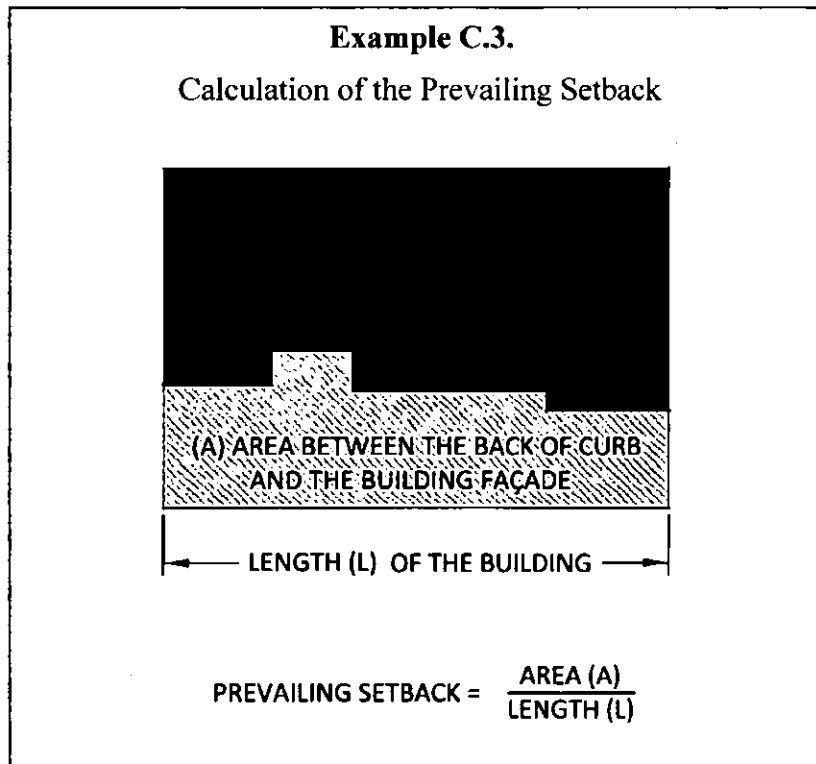 Example C.3.
Calculation of the Prevailing Setback
(A) AREA BETWEEN THE BACK OF CURB
AND THE BUILDING FAÇADE
LENGTH (L) OF THE BUILDING
PREVAILING SETBACK = AREA (A)
LENGTH (L)